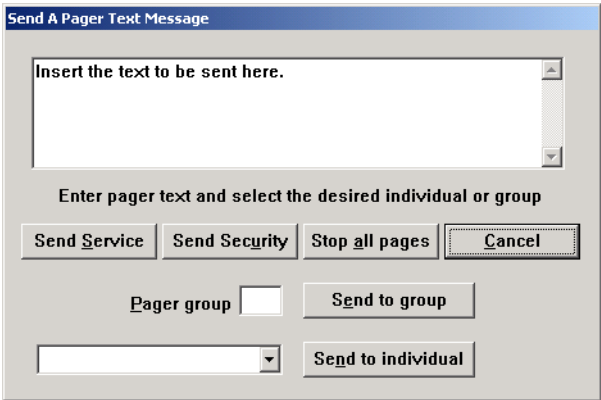 Send A Pager Text Message
Insert the text to be sent here.
Enter pager text and select the desired individual or group
Send Service Send Security Stop all pages Cancel
Pager group Send to group
Send to individual